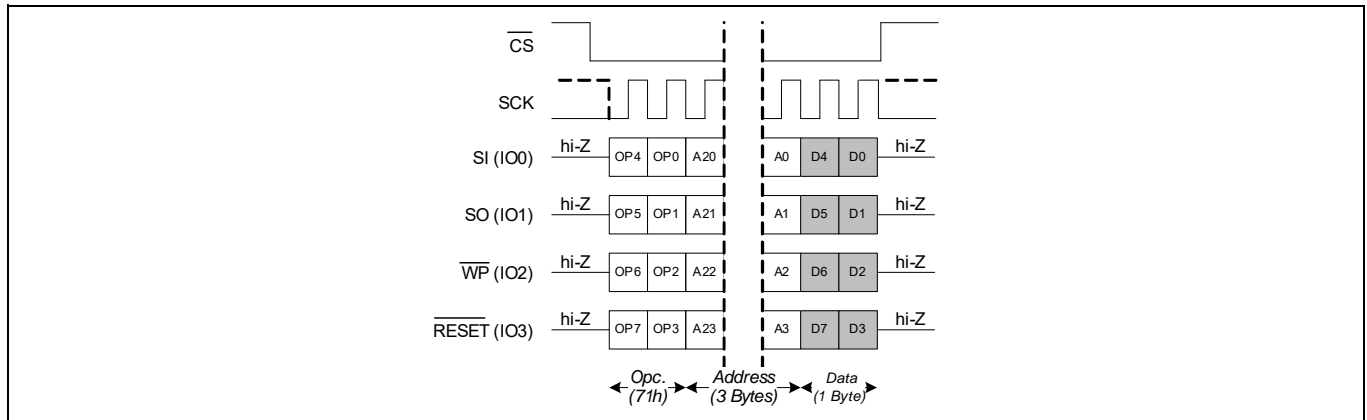 CS
SCK
SI (IO0) hi-Z OP4 OP0 A20 A0 D4 D0 hi-Z
SO (IO1) hi-Z OP5 OP1 A21 A1 D5 D1 hi-Z
WP (IO2) hi-Z OP6 OP2 A22 A2 D6 D2 hi-Z
RESET (IO3) hi-Z OP7 OP3 A23 A3 D7 D3 hi-Z
Opc. Address Data
(71h) (3 Bytes) (1 Byte)